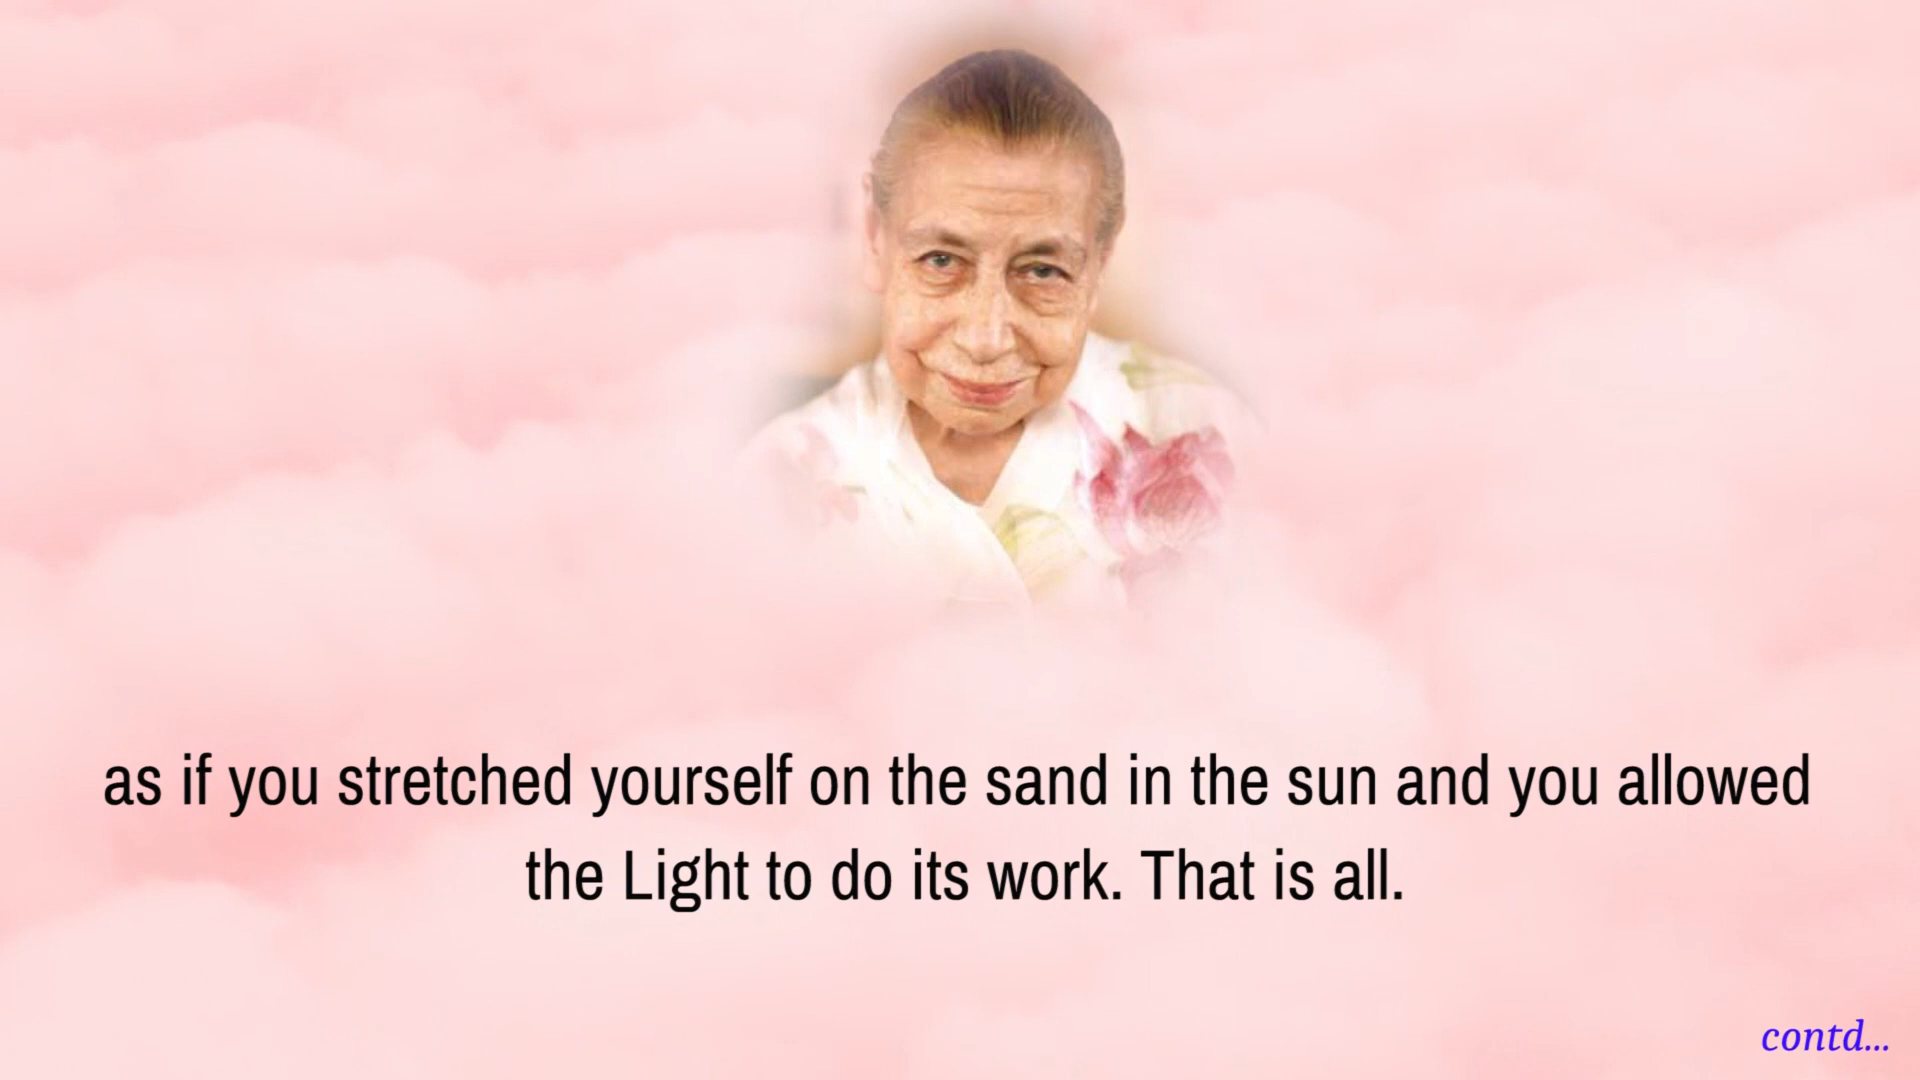 as if you stretched yourself on the sand in the sun and you allowed
the Light to do its work. That is all.
contd...